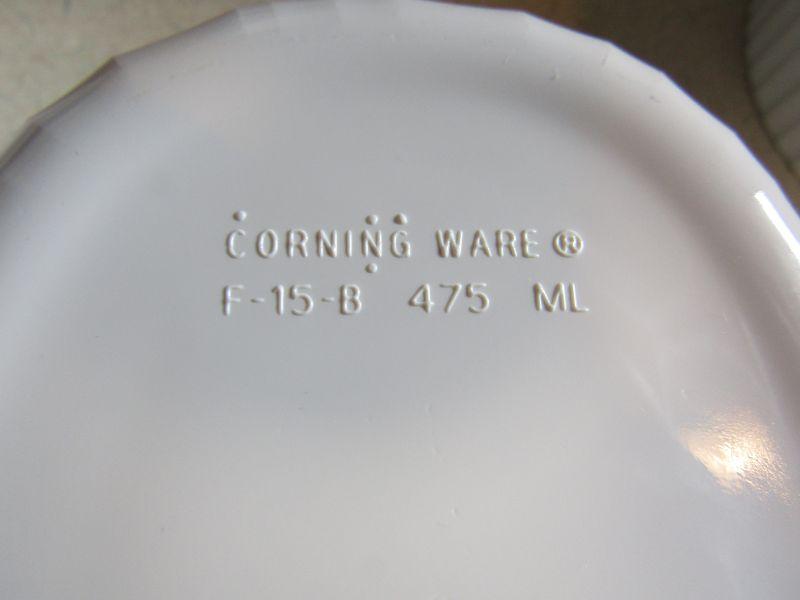 CORNING WARE ®
F-15-B 475 ML